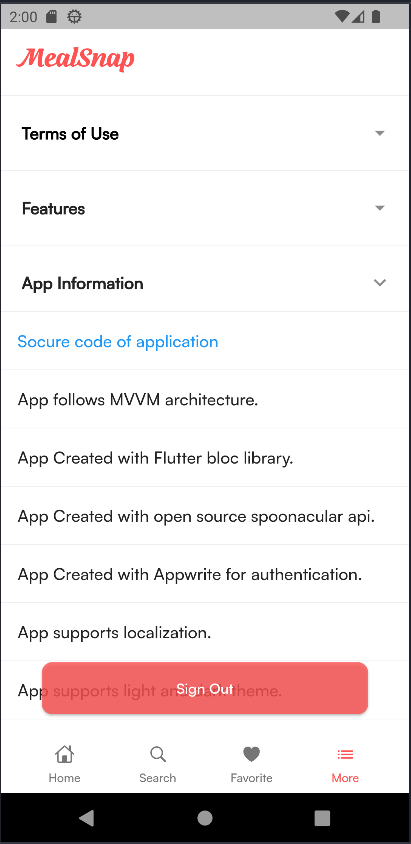 2:00
MealSnap
Terms of Use
Features
App Information
Socure code of application
App follows MVVM architecture.
App Created with Flutter bloc library.
App Created with open source spoonacular api.
App Created with Appwrite for authentication.
App supports localization.
App supports light and dark theme.
Sign Out
Home
Search
Favorite
More